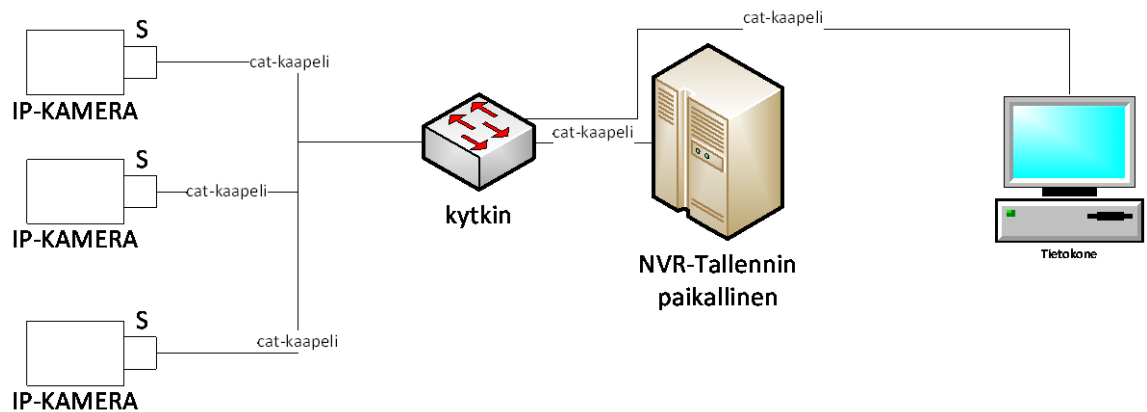 S
cat-kaapeli
IP-KAMERA
S
cat-kaapeli
IP-KAMERA
S
cat-kaapeli
IP-KAMERA
kytkin
cat-kaapeli
cat-kaapeli
NVR-Tallennin
paikallinen
Tietokone